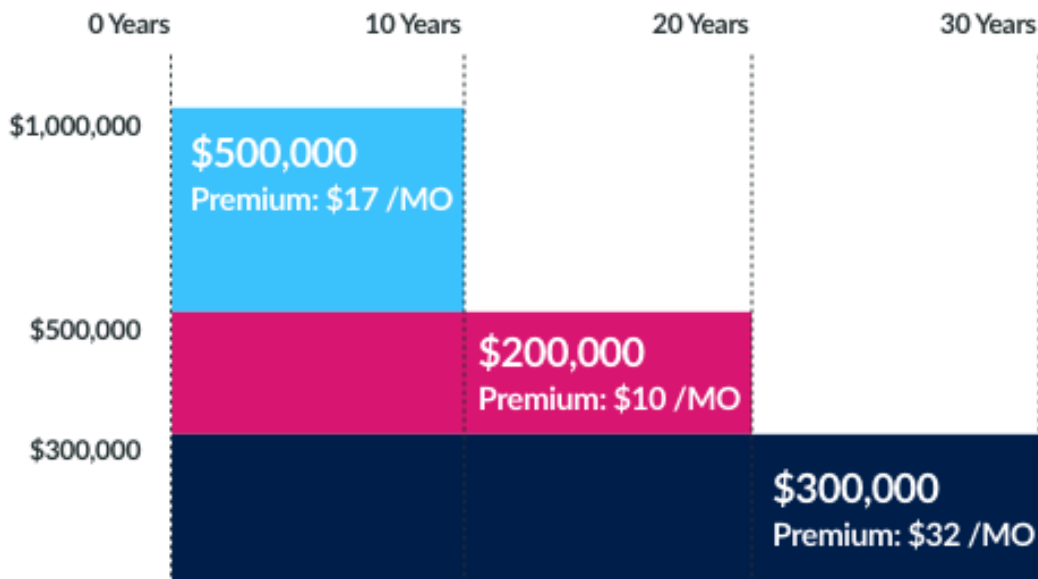 0 Years
10 Years
20 Years
30 Years
$1,000,000
$500,000
Premium: $17 /MO
$500,000
$200,000
Premium: $10 /MO
$300,000
$300,000
Premium: $32 /MO